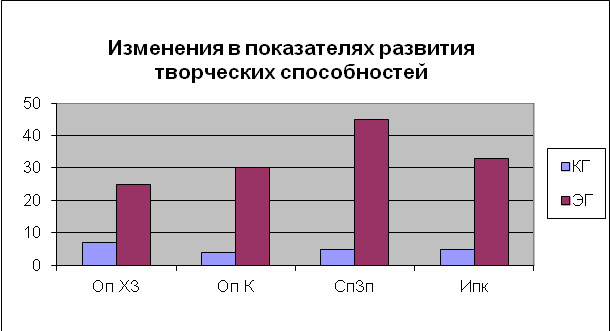 Изменения в показателях развития
творческих способностей
50
40
30
20
10
0
Оп ХЗ
Оп К
СпЗп
Ипк
КГ
ЭГ